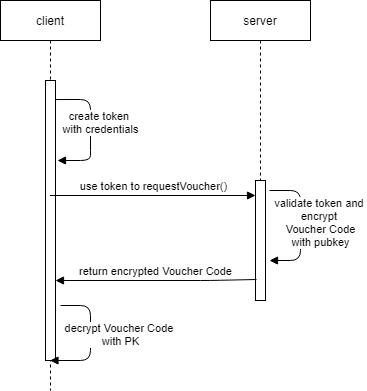 client
server
create token
with credentials
use token to requestVoucher()
validate token and
encrypt
Voucher Code
with pubkey
return encrypted Voucher Code
decrypt Voucher Code
with PK